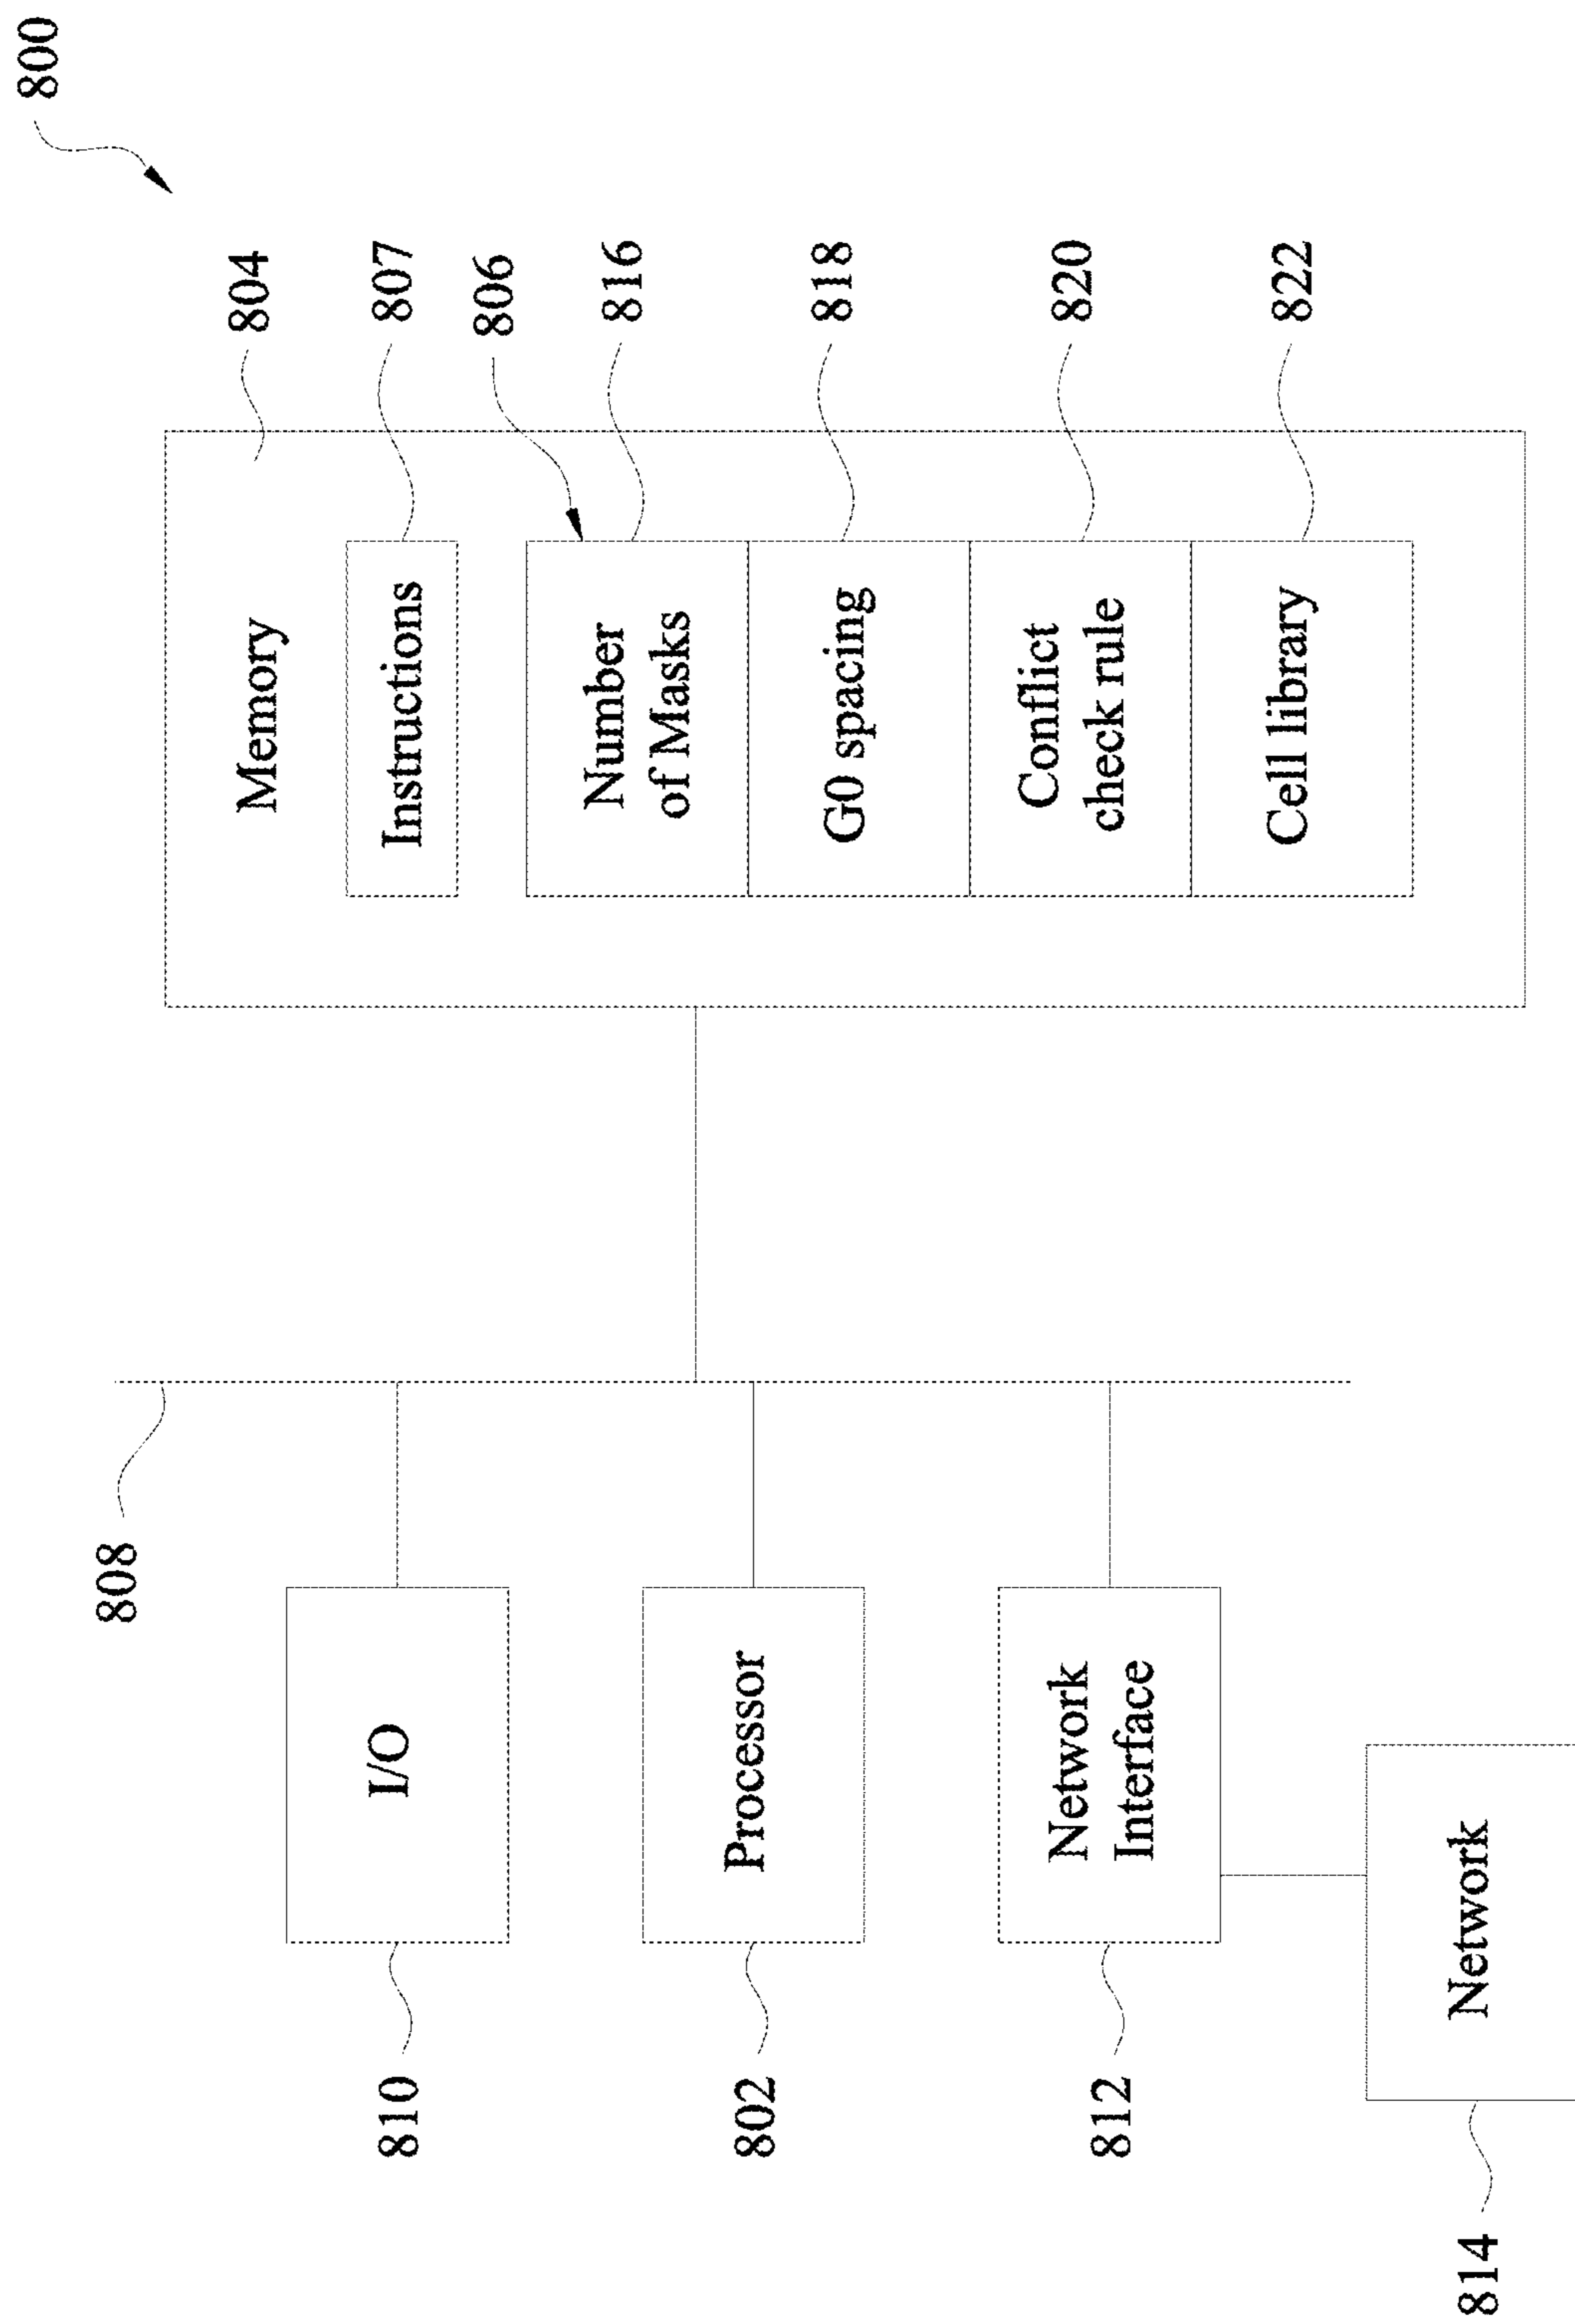 800
804
Memory
807
Instructions
806
816
Number
of Masks
818
G0 spacing
820
Conflict
check rule
822
Cell library
808
810
I/O
802
Processor
812
Network
Interface
814
Network